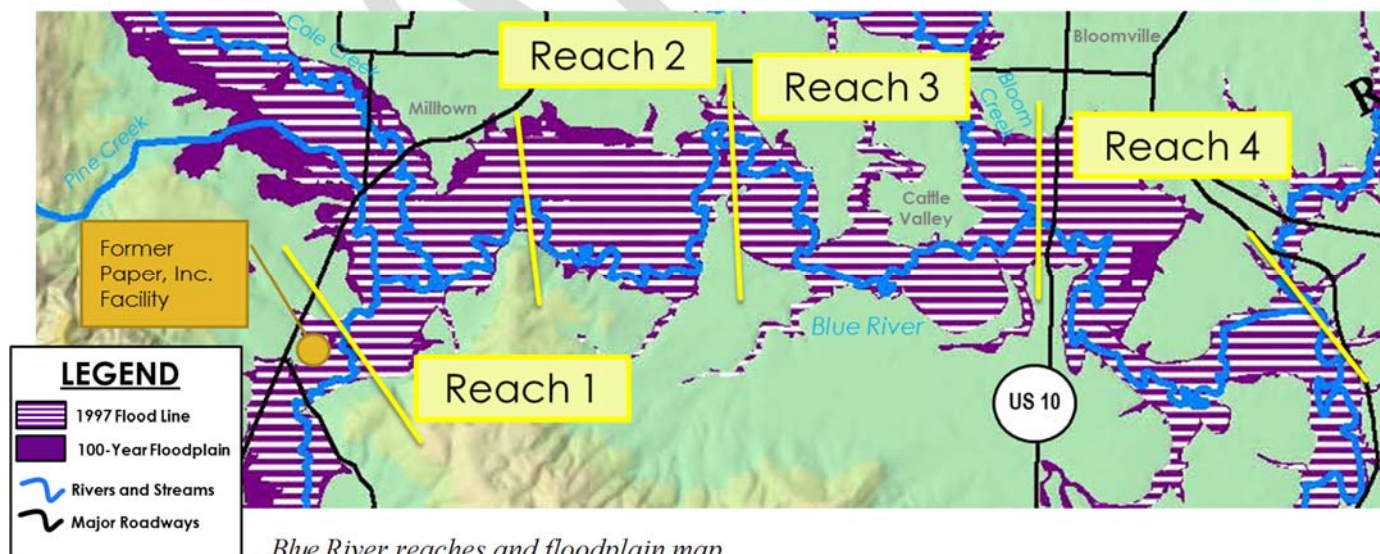 Cole Creek
Reach 2
Bloomville
Reach 3
Milltown
Bloom
Creek
R
Pine Creek
Reach 4
Cattle
Valley
Former
Paper, Inc.
Facility
Blue River
LEGEND
Reach 1
US 10
1997 Flood Line
100-Year Floodplain
Rivers and Streams
Major Roadways
Blue River reaches and floodplain map